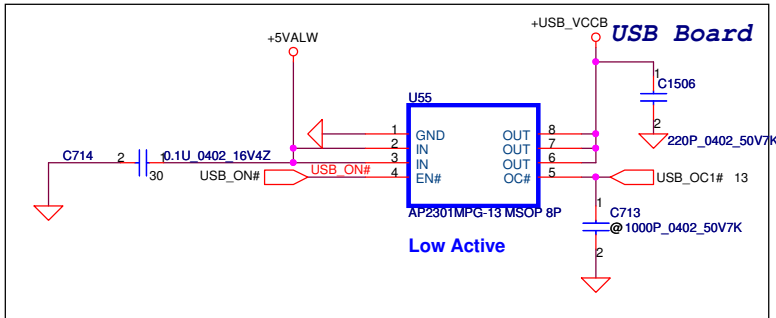 +5VALW
+USB_VCCB
USB Board
1
C1506
2
220P_0402_50V7K
U55
1 GND OUT 8
2 IN OUT 7
3 IN OUT 6
4 EN# OC# 5
C714 2 1 0.1U_0402_16V4Z
30
USB_ON# USB_ON#
USB_OC1# 13
AP2301MPG-13 MSOP 8P
1
C713
@ 1000P_0402_50V7K
2
Low Active